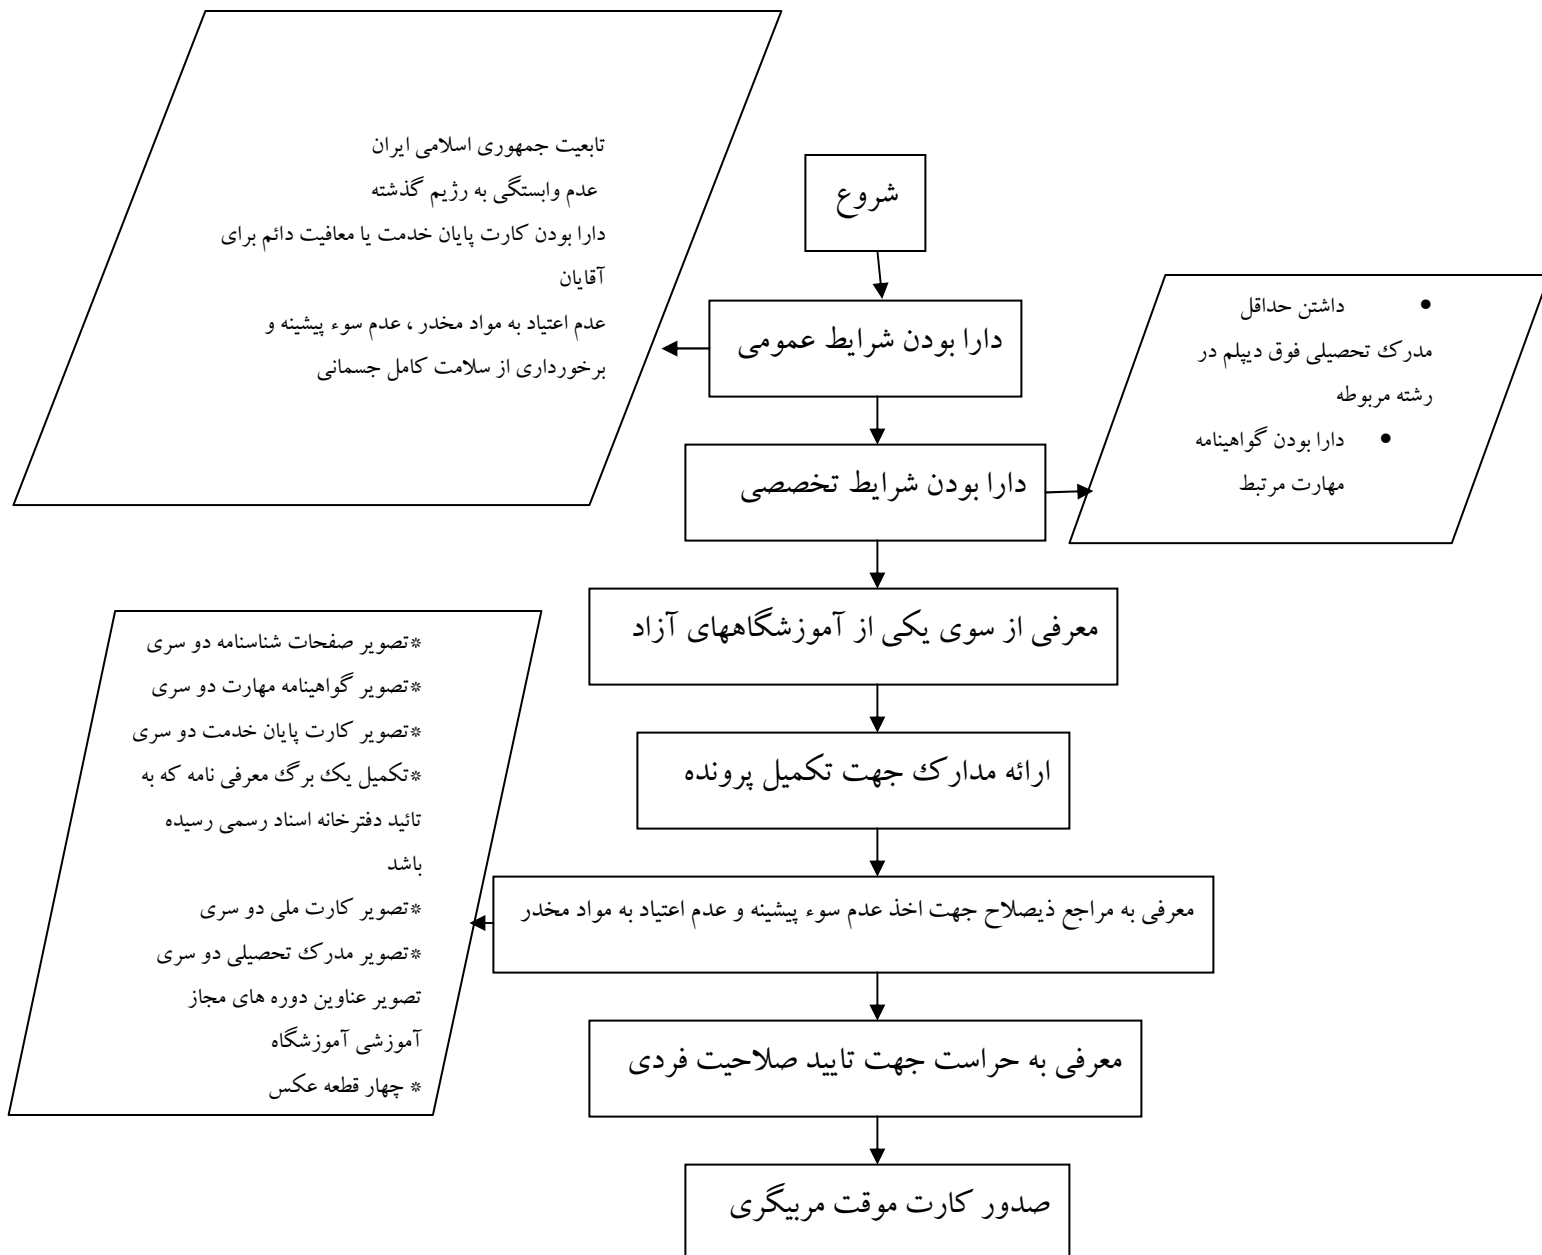 شروع
دارا بودن شرایط عمومی
تابعیت جمهوری اسلامی ایران
عدم وابستگی به رژیم گذشته
دارا بودن کارت پایان خدمت یا معافیت دائم برای
آقایان
عدم اعتیاد به مواد مخدر ، عدم سوء پیشینه و
برخورداری از سلامت کامل جسمانی
دارا بودن شرایط تخصصی
● داشتن حداقل
مدرک تحصیلی فوق دیپلم در
رشته مربوطه
● دارا بودن گواهینامه
مهارت مرتبط
معرفی از سوی یکی از آموزشگاههای آزاد
ارائه مدارک جهت تکمیل پرونده
معرفی به مراجع ذیصلاح جهت اخذ عدم سوء پیشینه و عدم اعتیاد به مواد مخدر
*تصویر صفحات شناسنامه دو سری
*تصویر گواهینامه مهارت دو سری
*تصویر کارت پایان خدمت دو سری
*تکمیل یک برگ معرفی نامه که به
تائید دفترخانه اسناد رسمی رسیده
باشد
*تصویر کارت ملی دو سری
*تصویر مدرک تحصیلی دو سری
تصویر عناوین دوره های مجاز
آموزشی آموزشگاه
* چهار قطعه عکس
معرفی به حراست جهت تایید صلاحیت فردی
صدور کارت موقت مربیگری